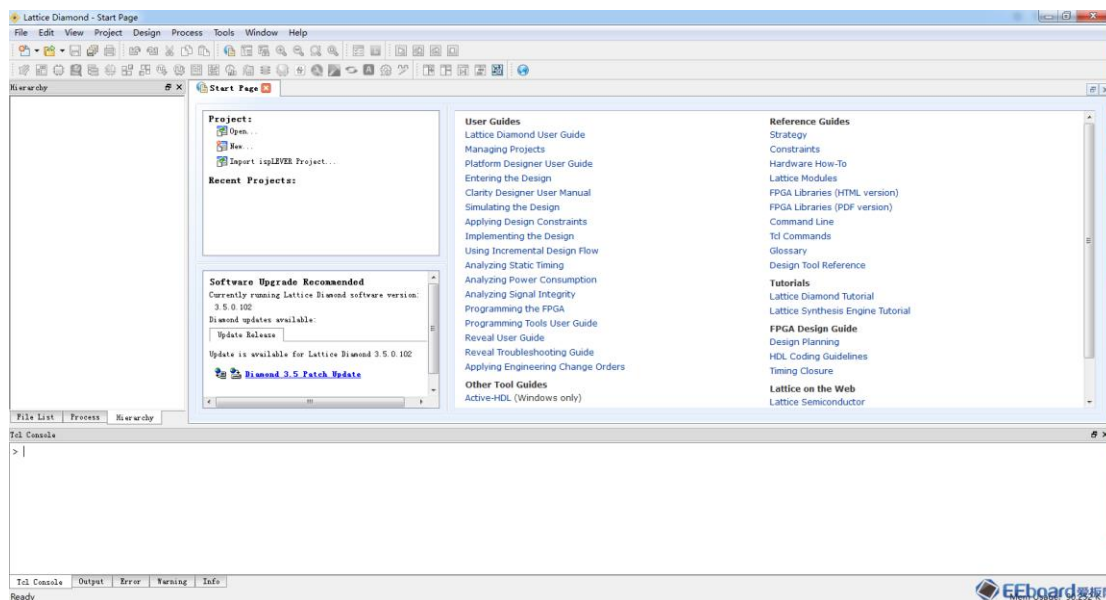 Lattice Diamond - Start Page
File Edit View Project Design Process Tools Window Help
Hierarchy
Start Page
Project:
Open...
New...
Import ispLEVER Project...
Recent Projects:
Software Upgrade Recommended
Currently running Lattice Diamond software version:
3.5.0.102
Diamond updates available:
Update Release
Update is available for Lattice Diamond 3.5.0.102
Diamond 3.5 Patch Update
User Guides
Lattice Diamond User Guide
Managing Projects
Platform Designer User Guide
Entering the Design
Clarity Designer User Manual
Simulating the Design
Applying Design Constraints
Implementing the Design
Using Incremental Design Flow
Analyzing Static Timing
Analyzing Power Consumption
Analyzing Signal Integrity
Programming the FPGA
Programming Tools User Guide
Reveal User Guide
Reveal Troubleshooting Guide
Applying Engineering Change Orders
Other Tool Guides
Active-HDL (Windows only)
Reference Guides
Strategy
Constraints
Hardware How-To
Lattice Modules
FPGA Libraries (HTML version)
FPGA Libraries (PDF version)
Command Line
Tcl Commands
Glossary
Design Tool Reference
Tutorials
Lattice Diamond Tutorial
Lattice Synthesis Engine Tutorial
FPGA Design Guide
Design Planning
HDL Coding Guidelines
Timing Closure
Lattice on the Web
Lattice Semiconductor
File List Process Hierarchy
Tcl Console
>
Tcl Console Output Error Warning Info
Ready
EEboard